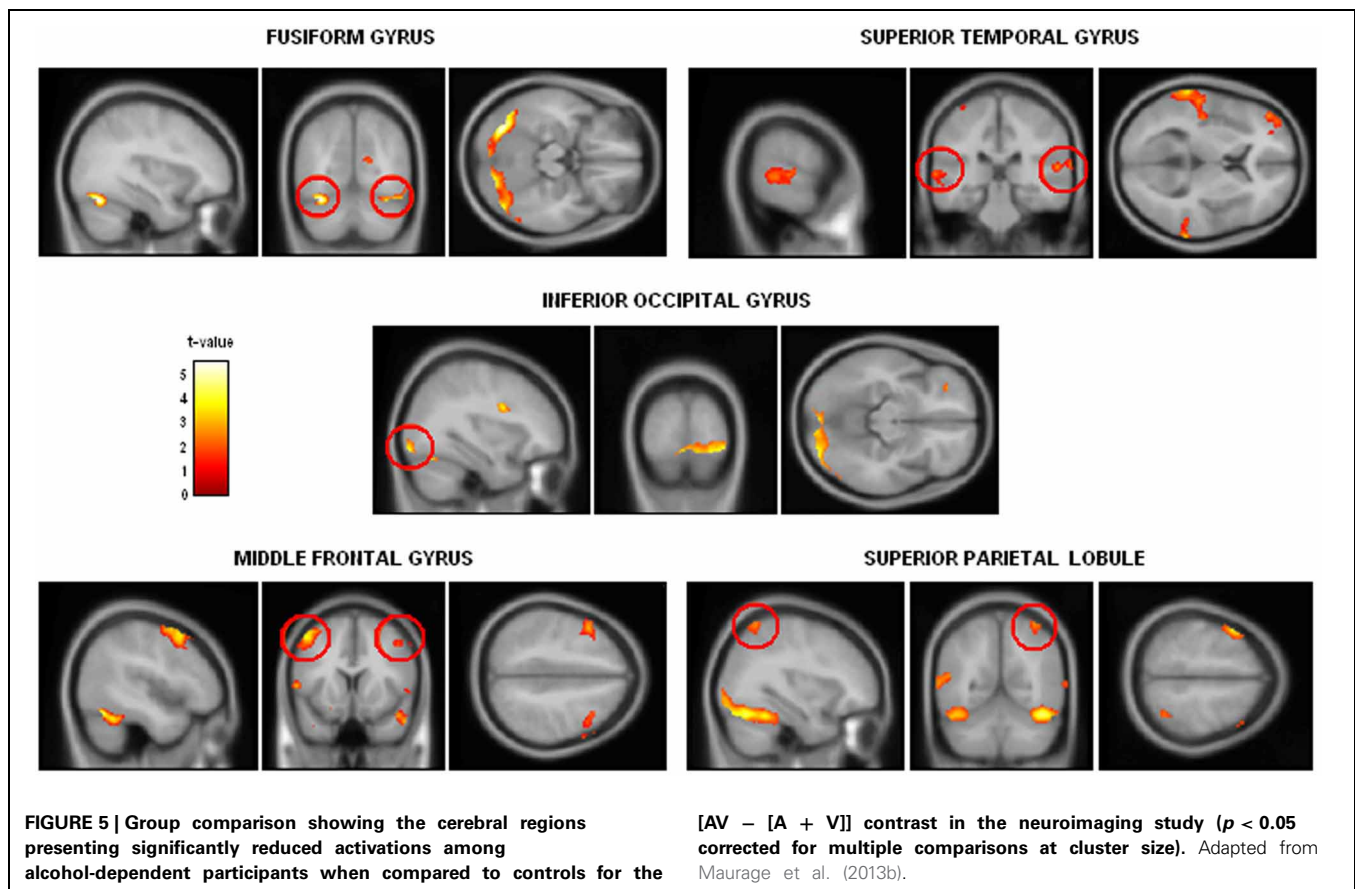 FUSIFORM GYRUS
SUPERIOR TEMPORAL GYRUS
INFERIOR OCCIPITAL GYRUS
t-value
5
4
3
2
1
0
MIDDLE FRONTAL GYRUS
SUPERIOR PARIETAL LOBULE
FIGURE 5 | Group comparison showing the cerebral regions
presenting significantly reduced activations among
alcohol-dependent participants when compared to controls for the
[AV − [A + V]] contrast in the neuroimaging study (p < 0.05
corrected for multiple comparisons at cluster size). Adapted from
Maurage et al. (2013b).